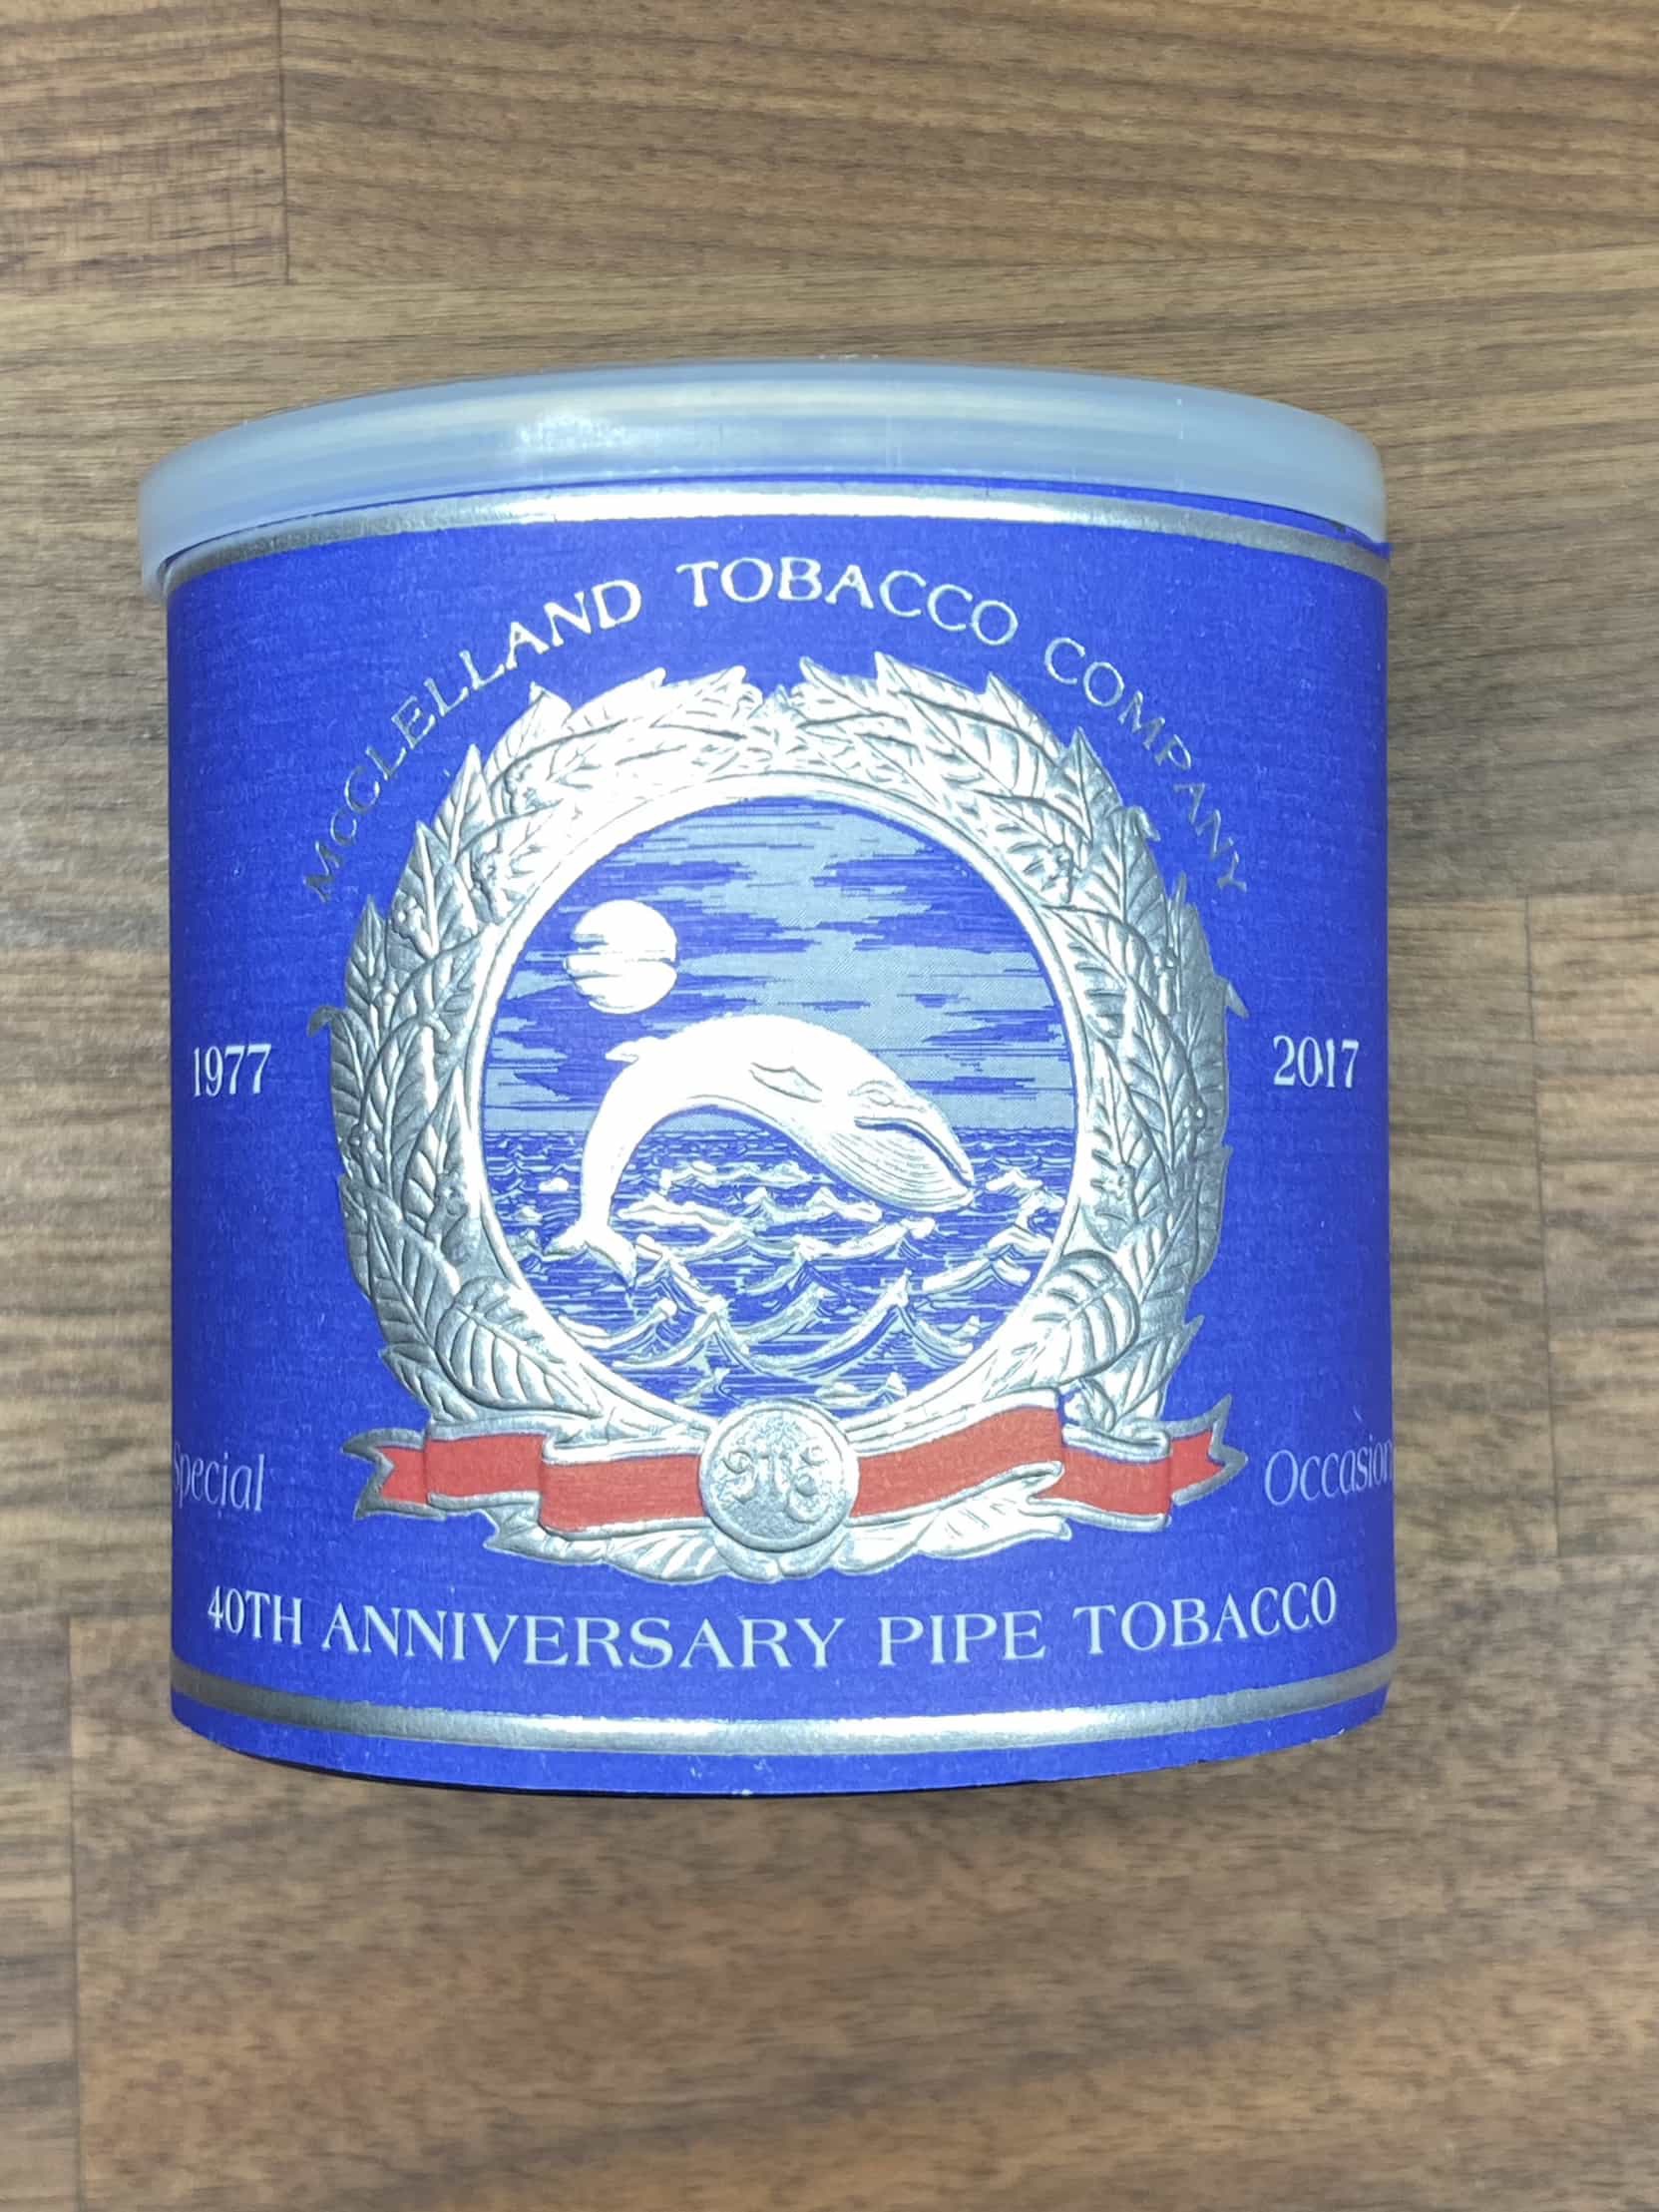 MCCLELLAND TOBACCO COMPANY
1977
2017
Special
Occasion
40TH ANNIVERSARY PIPE TOBACCO